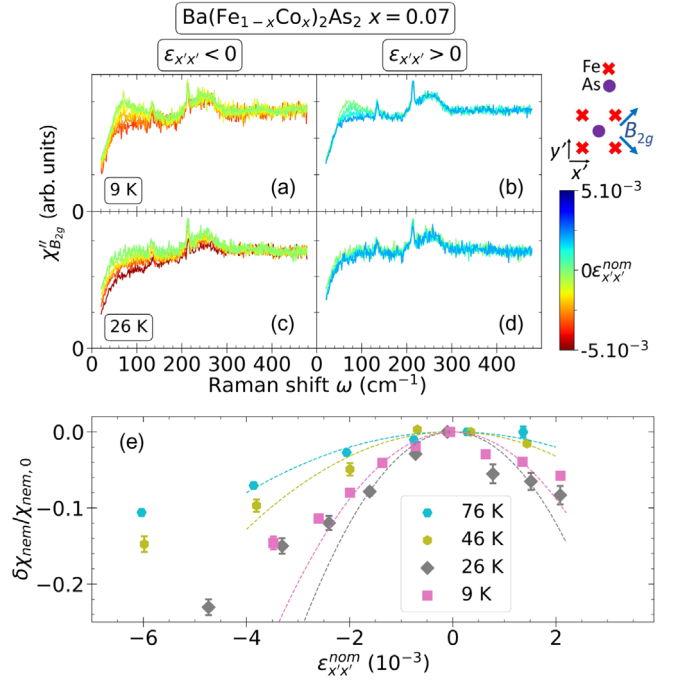 Ba(Fe₁₋ₓCoₓ)₂As₂ x = 0.07
εₓ′ₓ′ < 0
εₓ′ₓ′ > 0
Fe
As
B₂g
y′
x′
χ″B₂g (arb. units)
9 K
(a)
(b)
0
26 K
(c)
(d)
0
0 100 200 300 400
0 100 200 300 400
Raman shift ω (cm⁻¹)
5.10⁻³
0
εⁿᵒᵐₓ′ₓ′
-5.10⁻³
(e)
δχnem/χnem, 0
0.0
−0.1
−0.2
76 K
46 K
26 K
9 K
−6 −4 −2 0 2
εⁿᵒᵐₓ′ₓ′ (10⁻³)